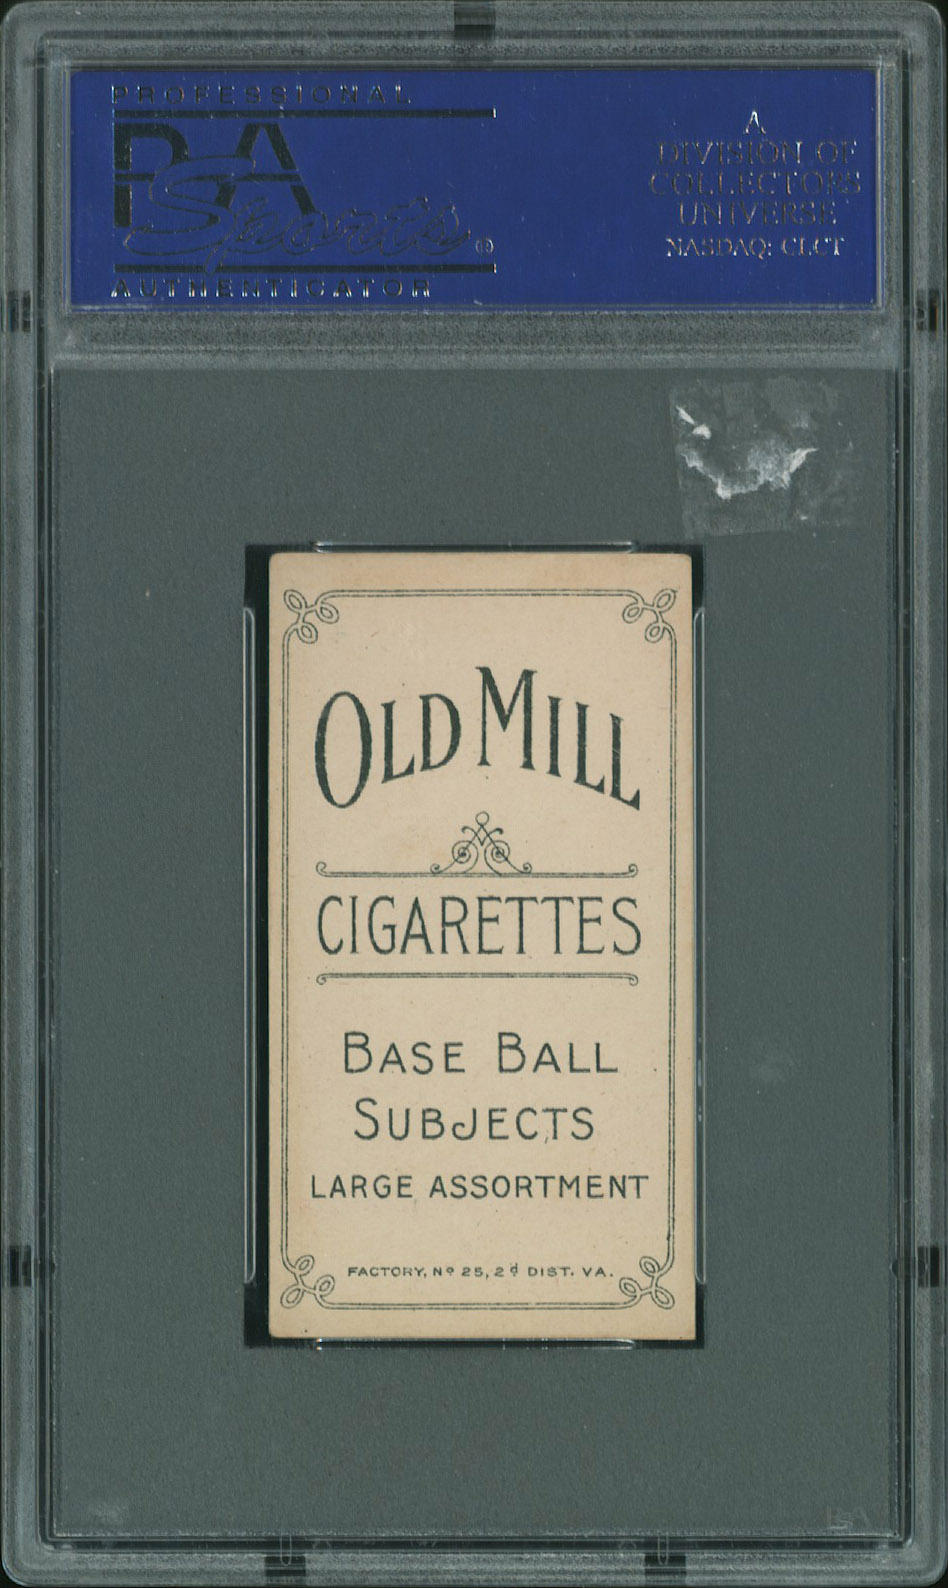 PROFESSIONAL
PSA
Sports®
AUTHENTICATOR
A
DIVISION OF
COLLECTORS
UNIVERSE
NASDAQ: CLCT
OLD MILL
CIGARETTES
BASE BALL
SUBJECTS
LARGE ASSORTMENT
FACTORY, Nº 25, 2d DIST. VA.
PSA